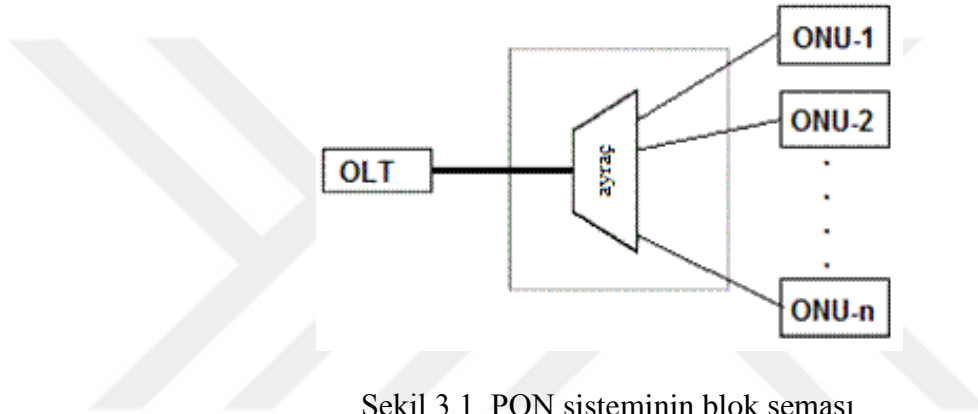 ONU-1
ONU-2
OLT
ayraç
ONU-n
Şekil 3.1 PON sisteminin blok şeması